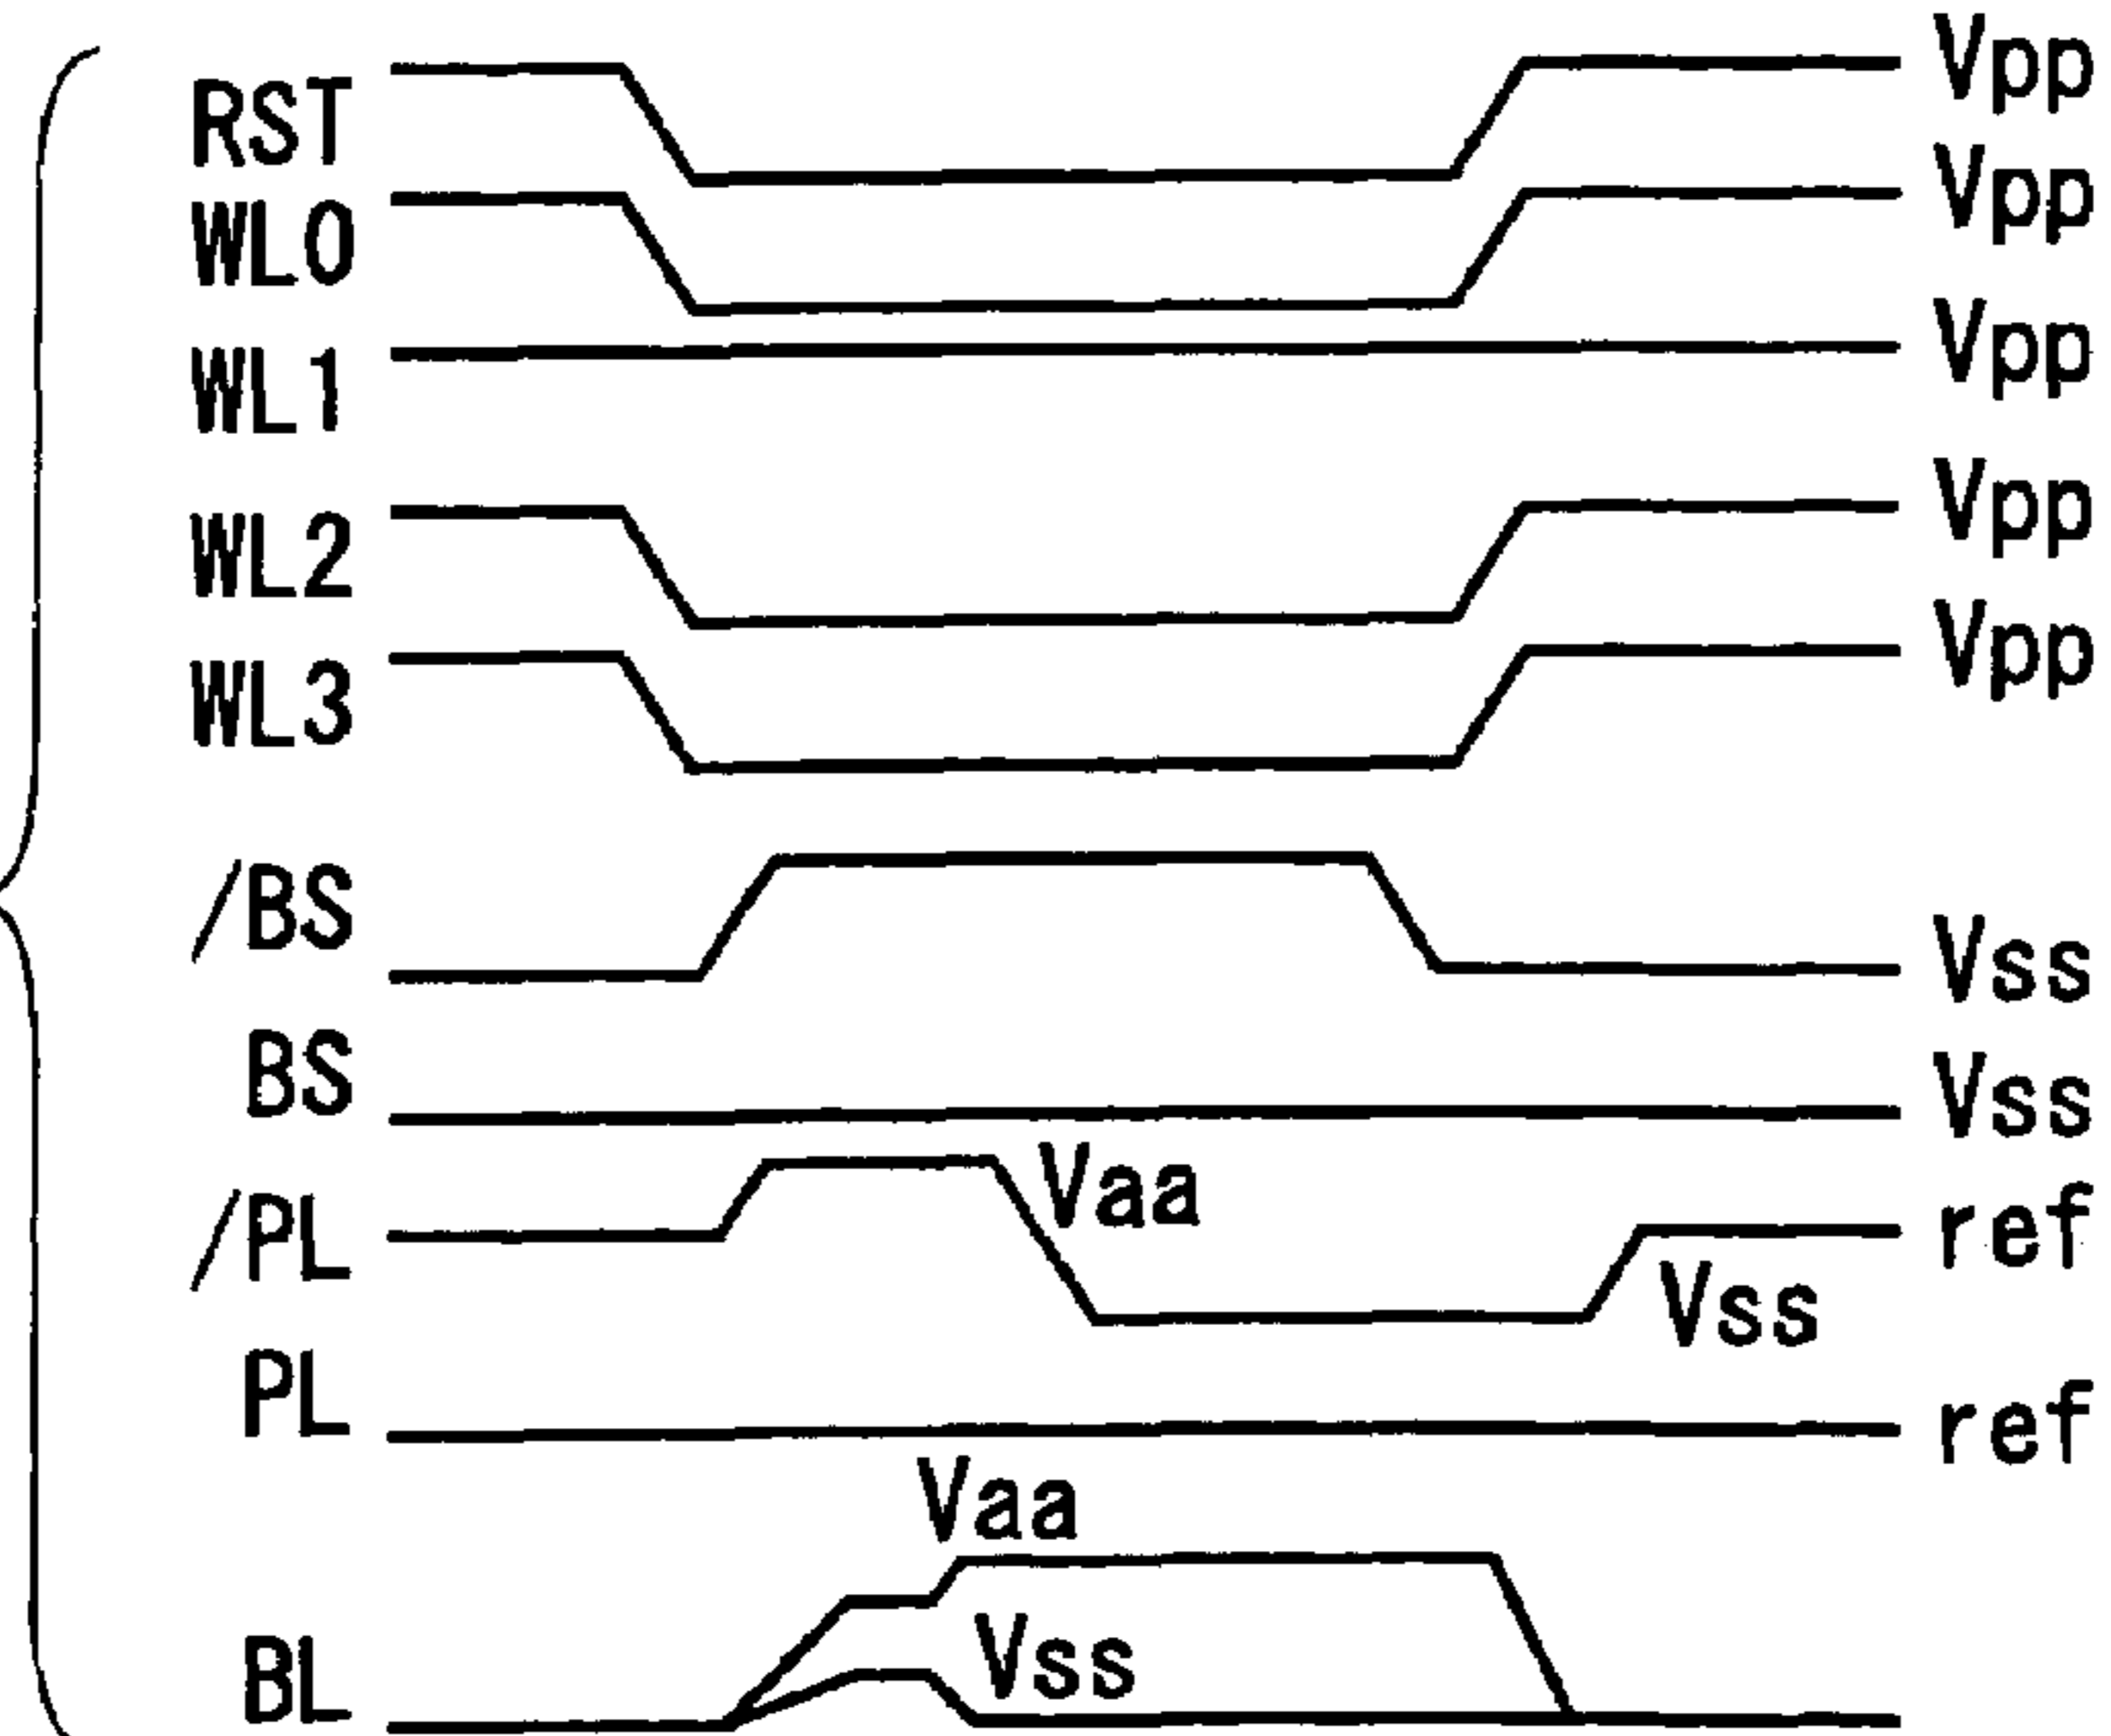 RST Vpp
WL0 Vpp
WL1 Vpp
WL2 Vpp
WL3 Vpp
/BS Vss
BS Vss
/PL Vaa Vss ref
PL ref
Vaa
BL Vss